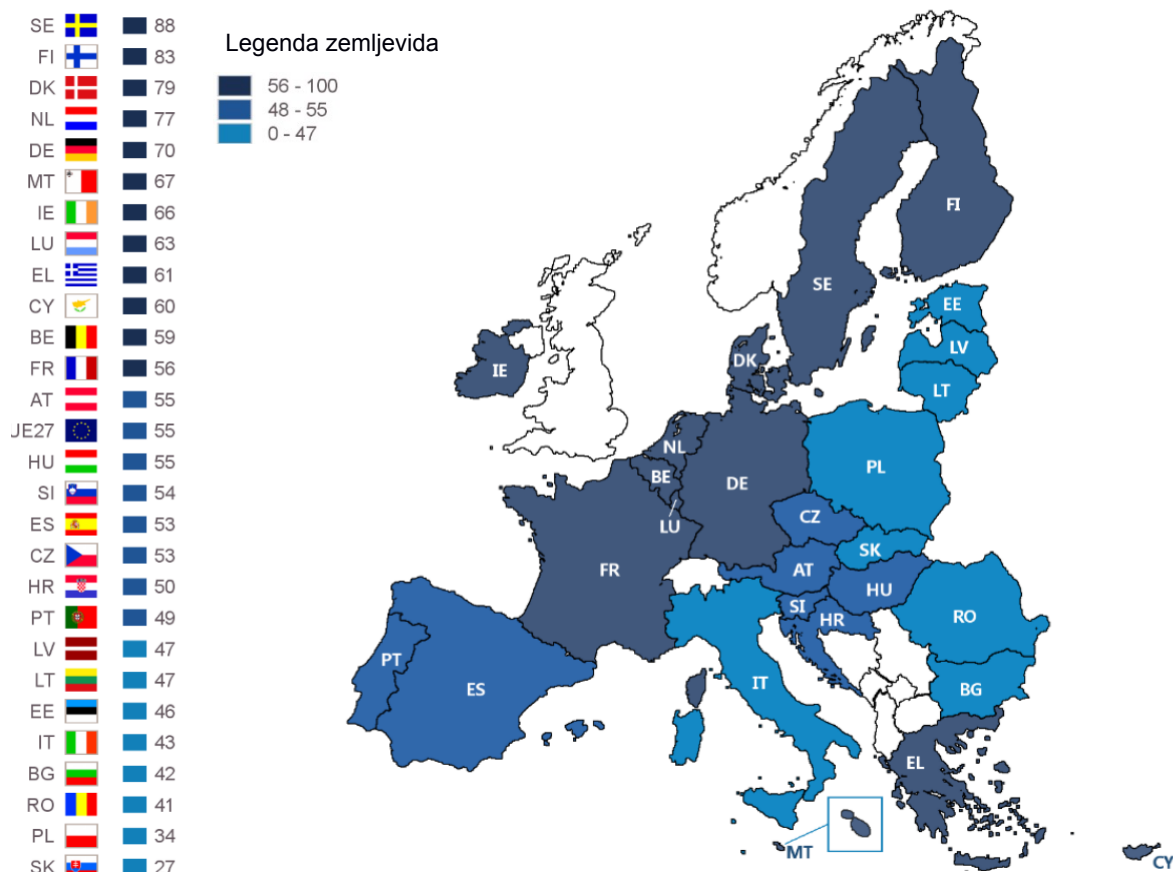 SE 88
FI 83
DK 79
NL 77
DE 70
MT 67
IE 66
LU 63
EL 61
CY 60
BE 59
FR 56
AT 55
JE27 55
HU 55
SI 54
ES 53
CZ 53
HR 50
PT 49
LV 47
LT 47
EE 46
IT 43
BG 42
RO 41
PL 34
SK 27
Legenda zemljevida
56 - 100
48 - 55
0 - 47
FI
SE
EE
LV
LT
DK
IE
NL
PL
BE
DE
LU
CZ
SK
FR
AT
HU
SI
HR
RO
PT
ES
IT
BG
EL
MT
CY